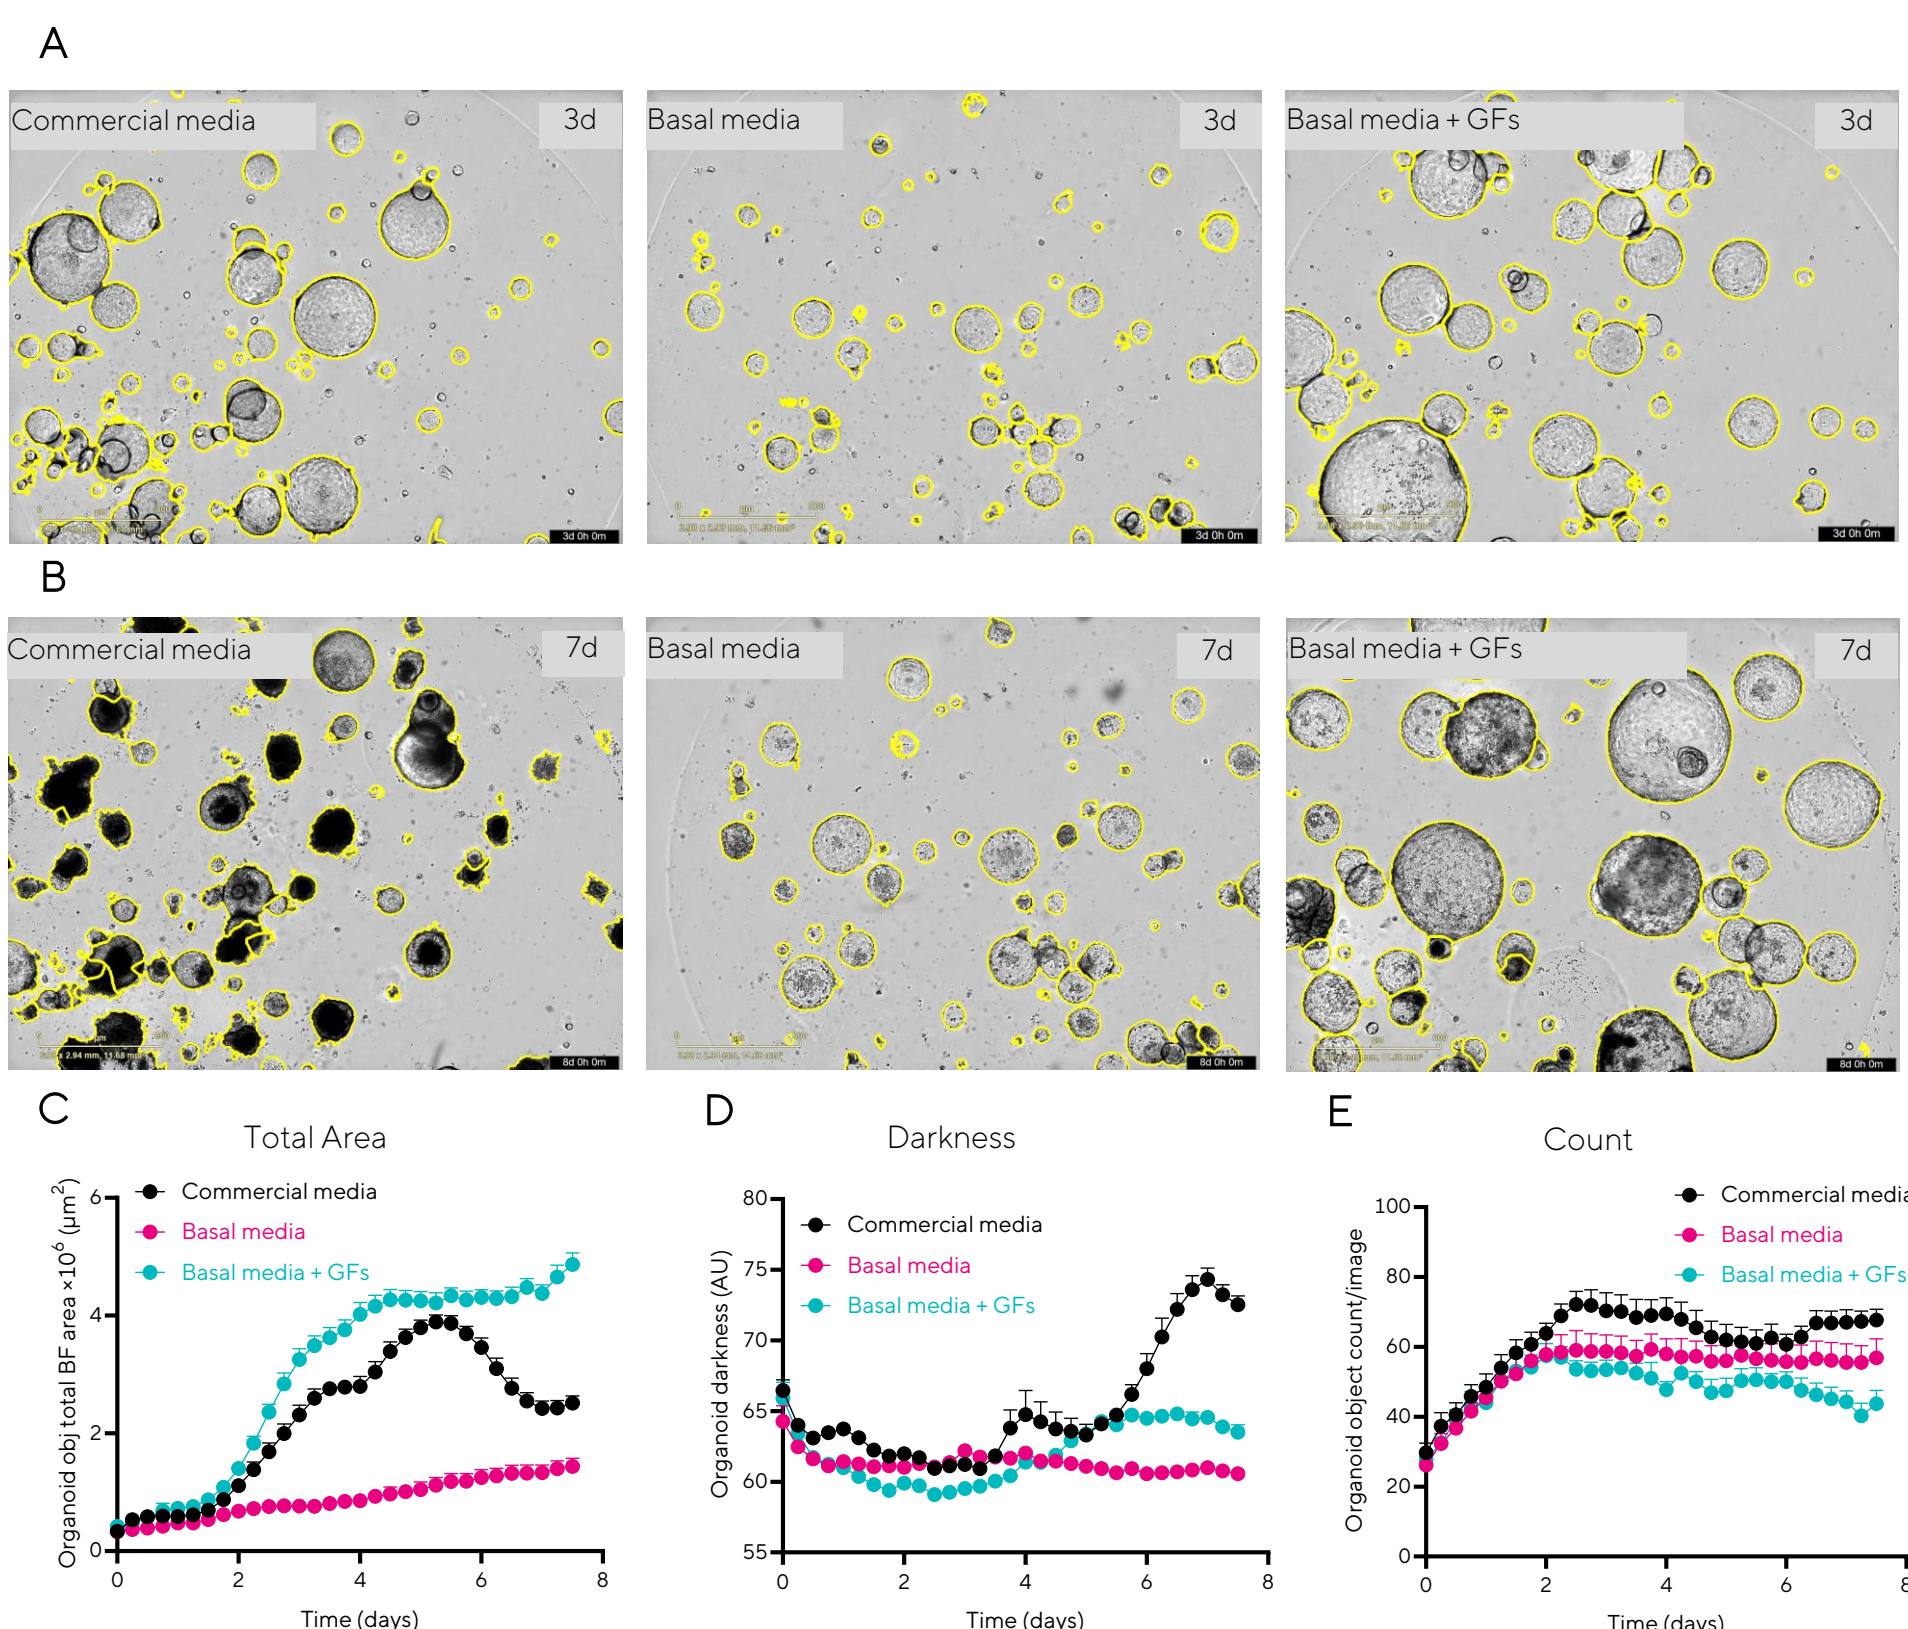 A
Commercial media
3d
Basal media
3d
Basal media + GFs
3d
3d 0h 0m
3d 0h 0m
3d 0h 0m
B
Commercial media
7d
Basal media
7d
Basal media + GFs
7d
8d 0h 0m
8d 0h 0m
8d 0h 0m
C
Total Area
Organoid obj total BF area ×10⁶ (µm²)
6
4
2
0
Commercial media
Basal media
Basal media + GFs
0 2 4 6 8
Time (days)
D
Darkness
Organoid darkness (AU)
80
75
70
65
60
55
Commercial media
Basal media
Basal media + GFs
0 2 4 6 8
Time (days)
E
Count
Organoid object count/image
100
80
60
40
20
0
Commercial media
Basal media
Basal media + GFs
0 2 4 6 8
Time (days)